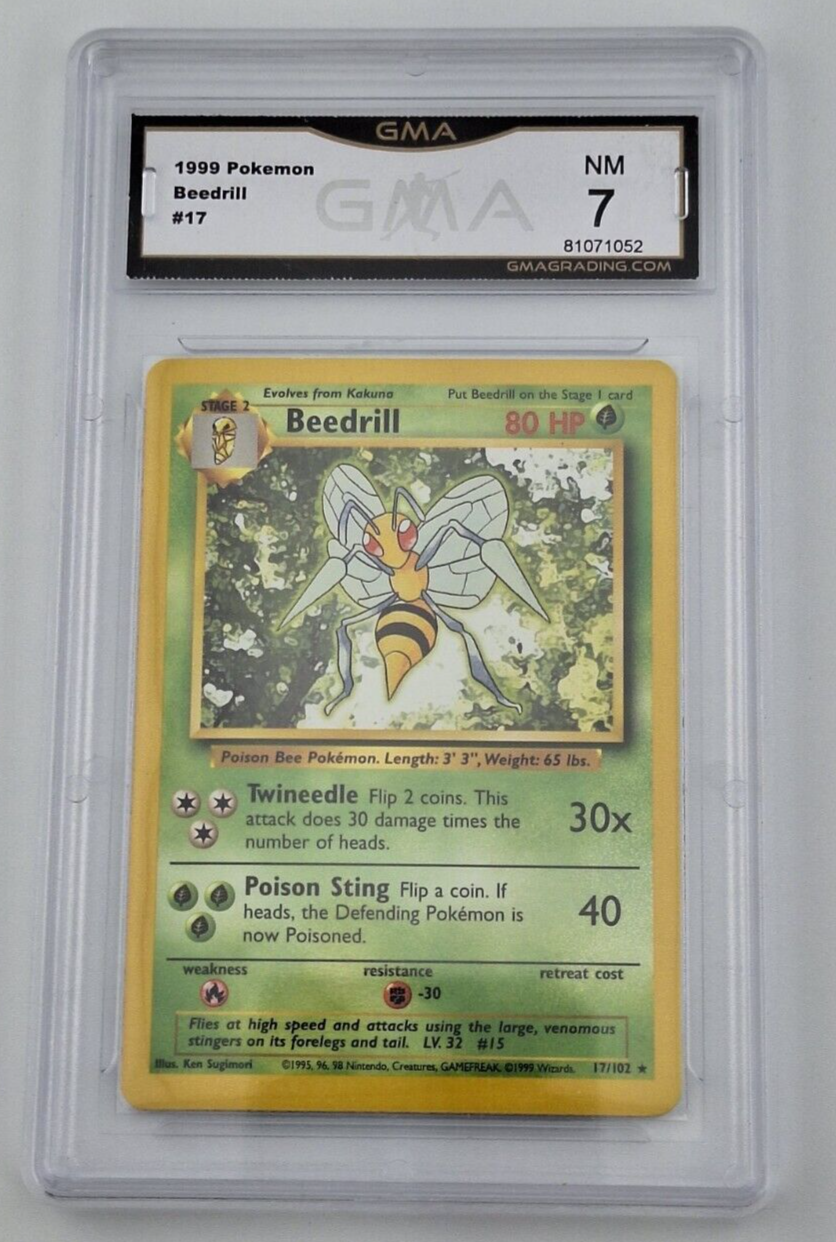 GMA
1999 Pokemon
Beedrill
#17
GMA
NM
7
81071052
GMAGRADING.COM
Evolves from Kakuna
Put Beedrill on the Stage 1 card
STAGE 2
Beedrill
80 HP
Poison Bee Pokémon. Length: 3' 3", Weight: 65 lbs.
Twineedle Flip 2 coins. This
attack does 30 damage times the
number of heads.
30x
Poison Sting Flip a coin. If
heads, the Defending Pokémon is
now Poisoned.
40
weakness
resistance
retreat cost
-30
Flies at high speed and attacks using the large, venomous
stingers on its forelegs and tail. LV. 32 #15
Illus. Ken Sugimori
©1995, 96, 98 Nintendo, Creatures, GAMEFREAK. ©1999 Wizards.
17/102 ★